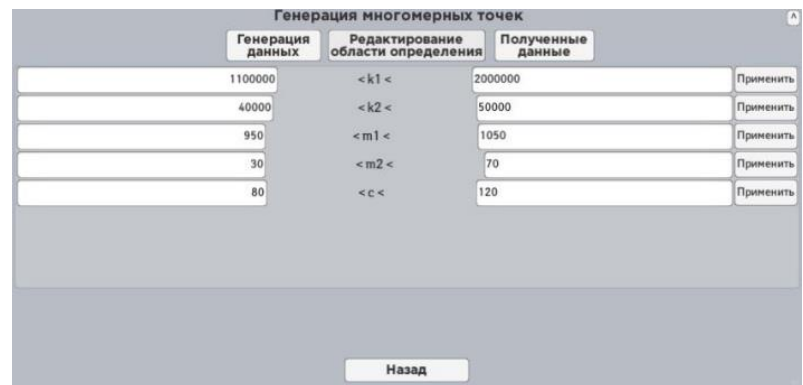 Генерация многомерных точек
^
Генерация
данных
Редактирование
области определения
Полученные
данные
1100000 < k1 < 2000000 Применить
40000 < k2 < 50000 Применить
950 < m1 < 1050 Применить
30 < m2 < 70 Применить
80 < c < 120 Применить
Назад